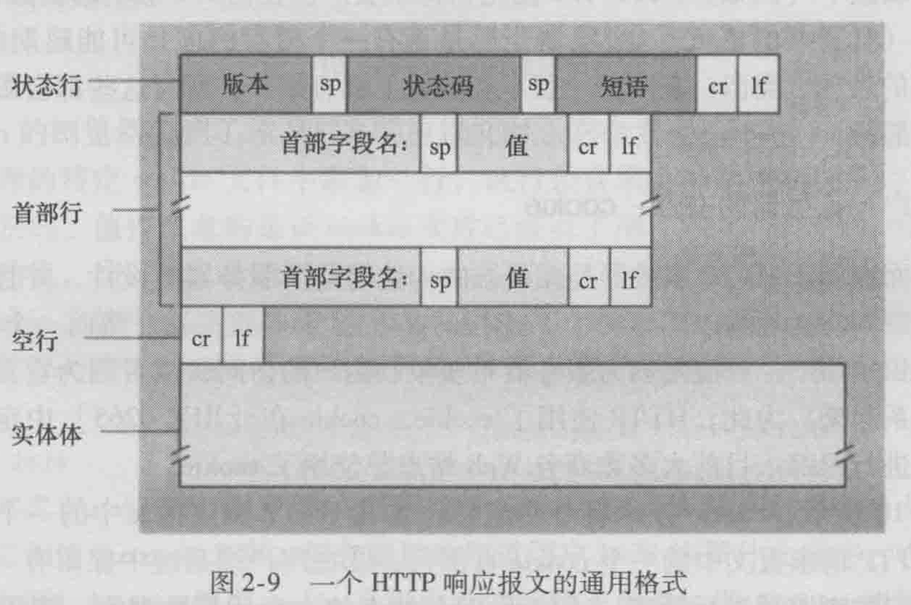 状态行 版本 sp 状态码 sp 短语 cr lf
首部行
首部字段名： sp 值 cr lf
首部字段名： sp 值 cr lf
空行 cr lf
实体体
图 2-9 一个 HTTP 响应报文的通用格式